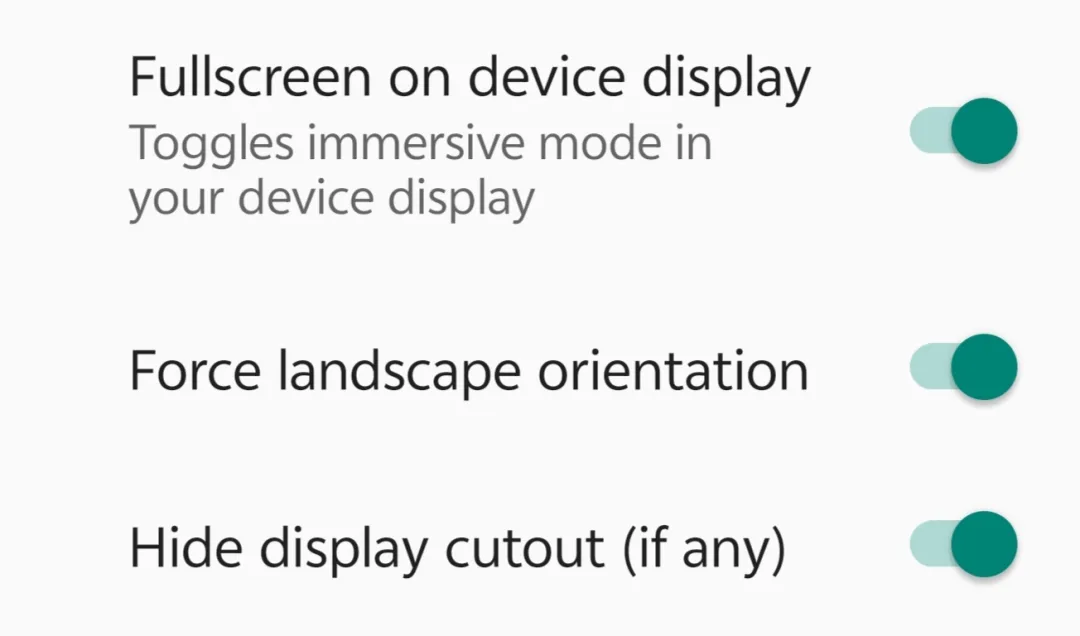 Fullscreen on device display
Toggles immersive mode in
your device display
Force landscape orientation
Hide display cutout (if any)